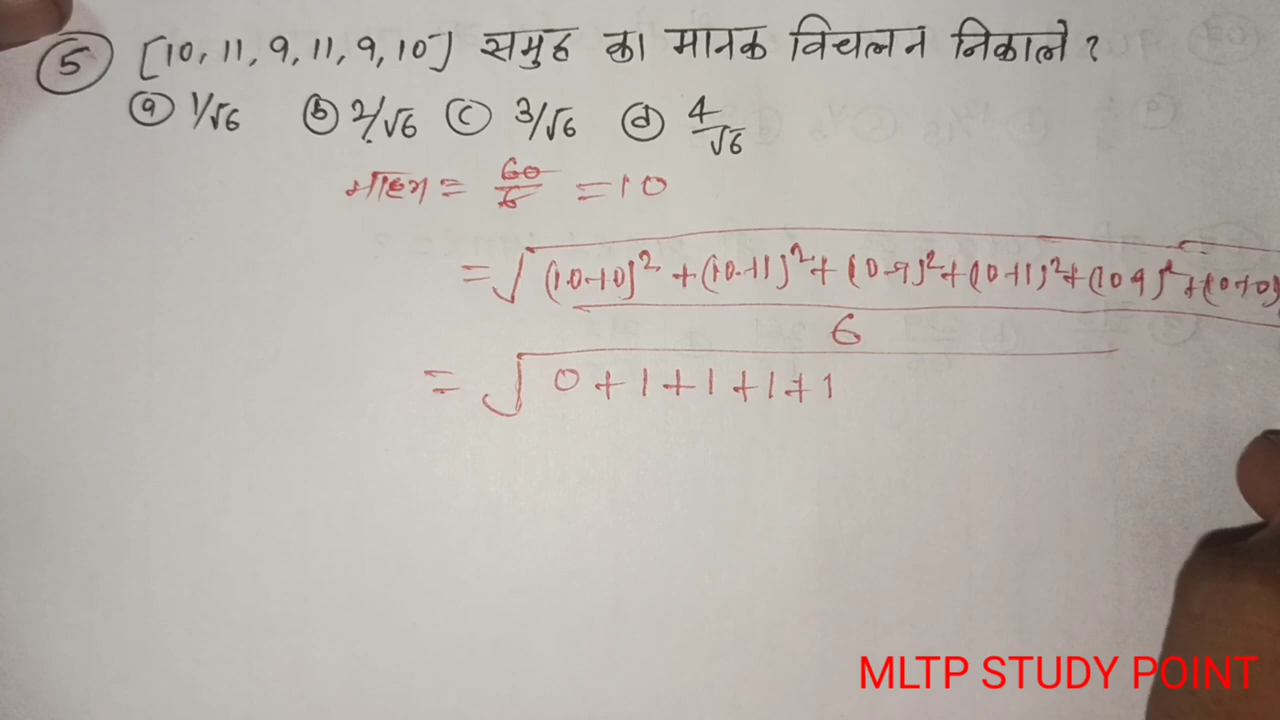 ⑤ [10, 11, 9, 11, 9, 10] समुह का मानक विचलन निकाले ?
ⓐ 1/√6 ⓑ 2/√6 ⓒ 3/√6 ⓓ 4/√6
माध्य = 60/6 = 10
= √(10-10)² + (10-11)² + (10-9)² + (10-11)² + (10-9)² + (10-10)
6
= √0 + 1 + 1 + 1 + 1
MLTP STUDY POINT